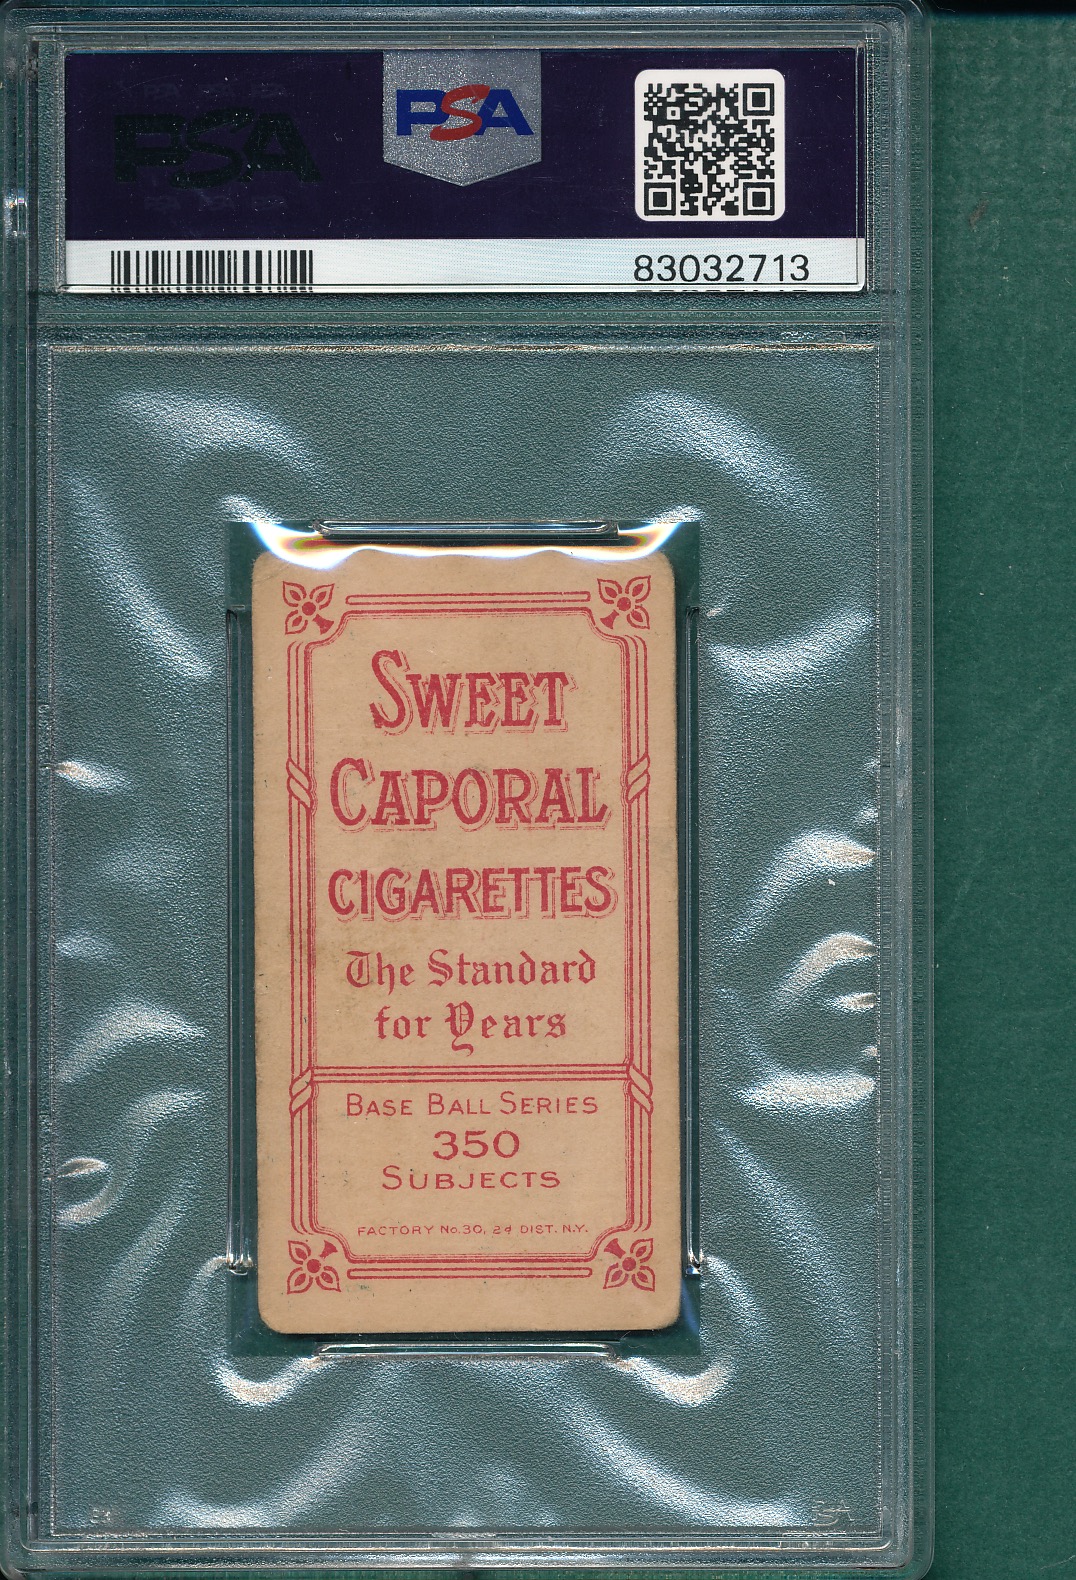 PSA
PSA
83032713
SWEET
CAPORAL
CIGARETTES
The Standard
for Years
BASE BALL SERIES
350
SUBJECTS
FACTORY No. 30, 2d DIST. N.Y.